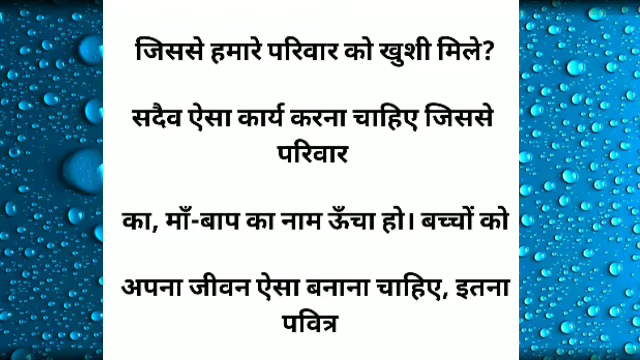 जिससे हमारे परिवार को खुशी मिले?
सदैव ऐसा कार्य करना चाहिए जिससे
परिवार
का, माँ-बाप का नाम ऊँचा हो। बच्चों को
अपना जीवन ऐसा बनाना चाहिए, इतना
पवित्र